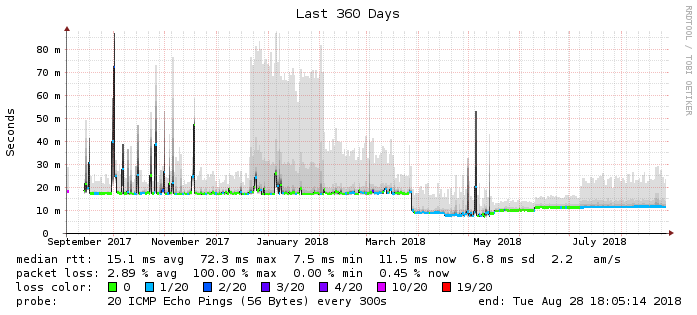 Last 360 Days
RRDTOOL / TOBI OETIKER
Seconds
80 m
70 m
60 m
50 m
40 m
30 m
20 m
10 m
0
September 2017 November 2017 January 2018 March 2018 May 2018 July 2018
median rtt: 15.1 ms avg 72.3 ms max 7.5 ms min 11.5 ms now 6.8 ms sd 2.2 am/s
packet loss: 2.89 % avg 100.00 % max 0.00 % min 0.45 % now
loss color: 0 1/20 2/20 3/20 4/20 10/20 19/20
probe: 20 ICMP Echo Pings (56 Bytes) every 300s end: Tue Aug 28 18:05:14 2018